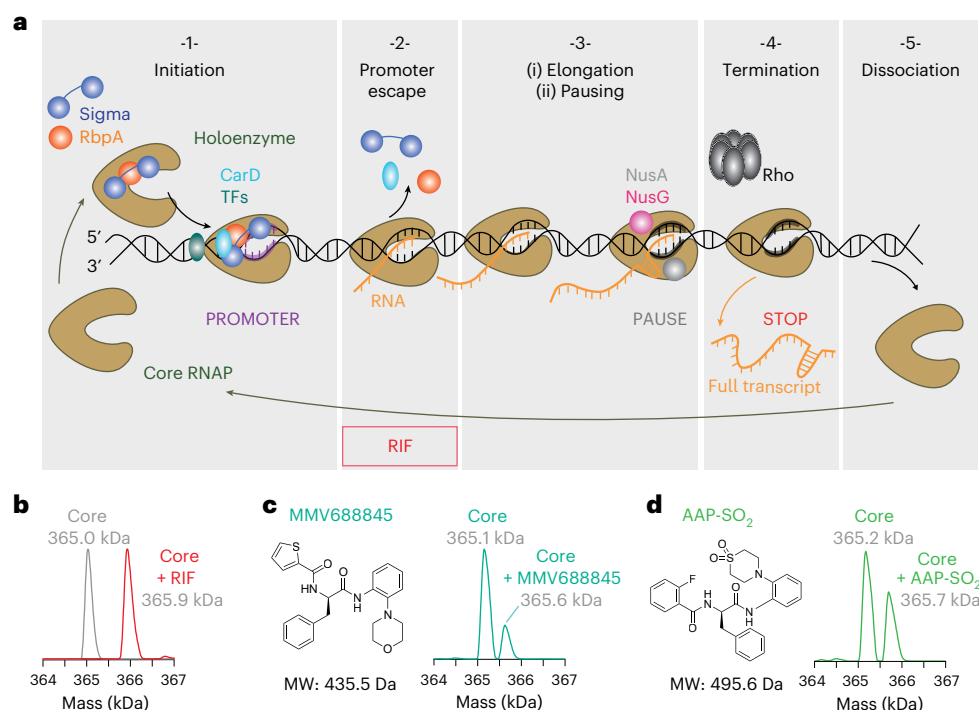 a
-1-
Initiation
-2-
Promoter
escape
-3-
(i) Elongation
(ii) Pausing
-4-
Termination
-5-
Dissociation
Sigma
RbpA
Holoenzyme
CarD
TFs
NusA
NusG
Rho
5′
3′
RNA
PROMOTER
PAUSE
STOP
Core RNAP
Full transcript
RIF
b
Core
365.0 kDa
Core
+ RIF
365.9 kDa
364 365 366 367
Mass (kDa)
c
MMV688845
S
O
HN
O
N
H
N
O
MW: 435.5 Da
Core
365.1 kDa
Core
+ MMV688845
365.6 kDa
364 365 366 367
Mass (kDa)
d
AAP-SO₂
O
O
S
N
F
H
N
O
O
N
H
MW: 495.6 Da
Core
365.2 kDa
Core
+ AAP-SO₂
365.7 kDa
364 365 366 367
Mass (kDa)